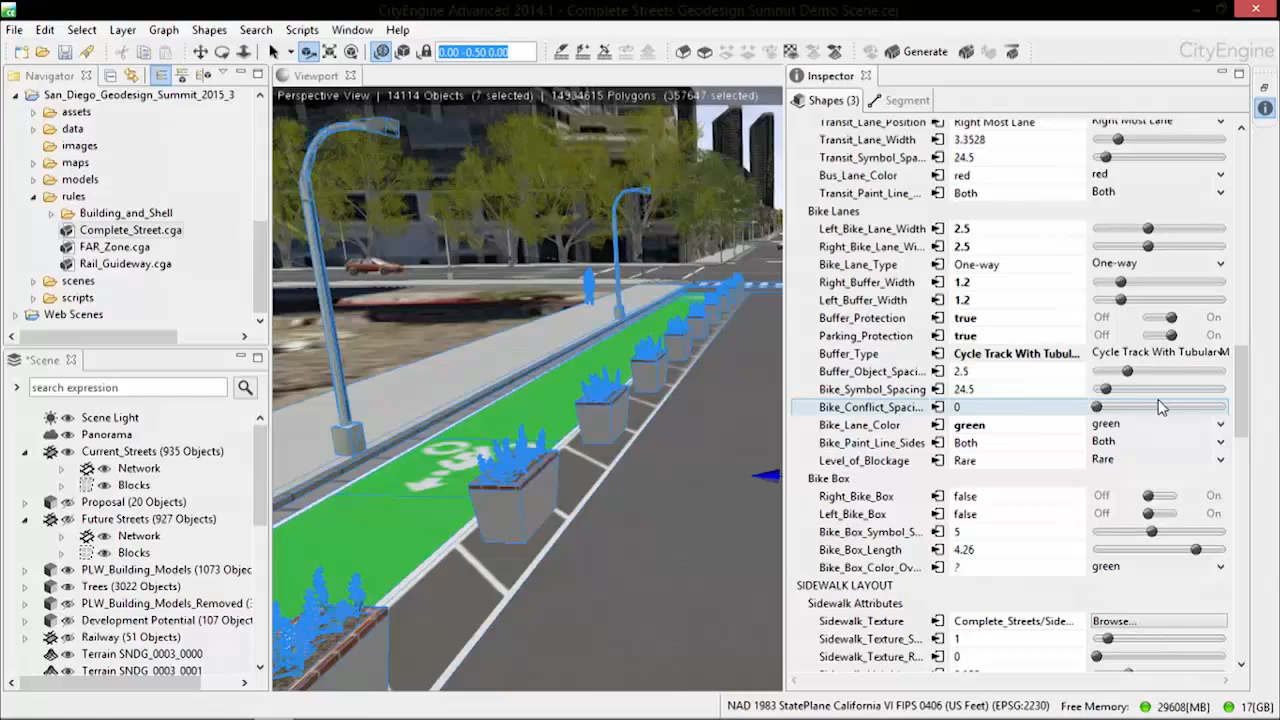 CityEngine Advanced 2014.1 - Complete Streets Geodesign Summit Demo Scene.cej
File Edit Select Layer Graph Shapes Search Scripts Window Help
0.00 -0.50 0.00
Generate
CityEngine
Navigator
San_Diego_Geodesign_Summit_2015_3
assets
data
images
maps
models
rules
Building_and_Shell
Complete_Street.cga
FAR_Zone.cga
Rail_Guideway.cga
scenes
scripts
Web Scenes
*Scene
search expression
Scene Light
Panorama
Current_Streets (935 Objects)
Network
Blocks
Proposal (20 Objects)
Future Streets (927 Objects)
Network
Blocks
PLW_Building_Models (1073 Objec
Trees (3022 Objects)
PLW_Building_Models_Removed (3
Development Potential (107 Object
Railway (51 Objects)
Terrain SNDG_0003_0000
Terrain SNDG_0003_0001
Viewport
Perspective View | 14114 Objects (7 selected) | 14934615 Polygons (357647 selected)
Inspector
Shapes (3) Segment
Transit_Lane_Position Right Most Lane Right Most Lane
Transit_Lane_Width 3.3528
Transit_Symbol_Spa... 24.5
Bus_Lane_Color red red
Transit_Paint_Line_... Both Both
Bike Lanes
Left_Bike_Lane_Width 2.5
Right_Bike_Lane_Wi... 2.5
Bike_Lane_Type One-way One-way
Right_Buffer_Width 1.2
Left_Buffer_Width 1.2
Buffer_Protection true Off On
Parking_Protection true Off On
Buffer_Type Cycle Track With Tubul... Cycle Track With Tubular M
Buffer_Object_Spaci... 2.5
Bike_Symbol_Spacing 24.5
Bike_Conflict_Spaci... 0
Bike_Lane_Color green green
Bike_Paint_Line_Sides Both Both
Level_of_Blockage Rare Rare
Bike Box
Right_Bike_Box false Off On
Left_Bike_Box false Off On
Bike_Box_Symbol_S... 5
Bike_Box_Length 4.26
Bike_Box_Color_Ov... ? green
SIDEWALK LAYOUT
Sidewalk Attributes
Sidewalk_Texture Complete_Streets/Side... Browse...
Sidewalk_Texture_S... 1
Sidewalk_Texture_R... 0
NAD 1983 StatePlane California VI FIPS 0406 (US Feet) (EPSG:2230) Free Memory: 29608[MB] 17[GB]